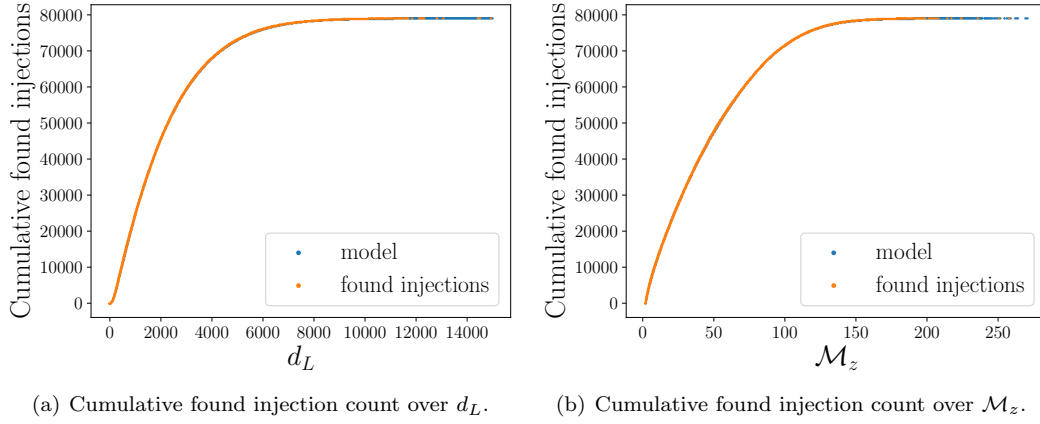 80000
70000
60000
50000
40000
30000
20000
10000
0
Cumulative found injections
model
found injections
0 2000 4000 6000 8000 10000 12000 14000
d_L
(a) Cumulative found injection count over d_L.
80000
70000
60000
50000
40000
30000
20000
10000
0
Cumulative found injections
model
found injections
0 50 100 150 200 250
ℳ_z
(b) Cumulative found injection count over ℳ_z.